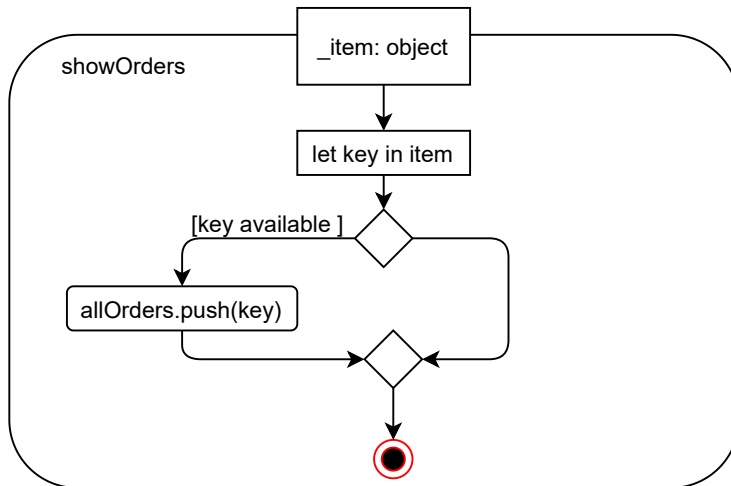 _item: object
showOrders
let key in item
[key available ]
allOrders.push(key)